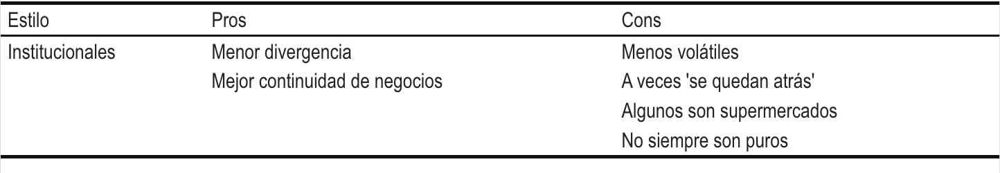 Estilo Pros Cons
Institucionales Menor divergencia Menos volátiles
Mejor continuidad de negocios A veces 'se quedan atrás'
Algunos son supermercados
No siempre son puros